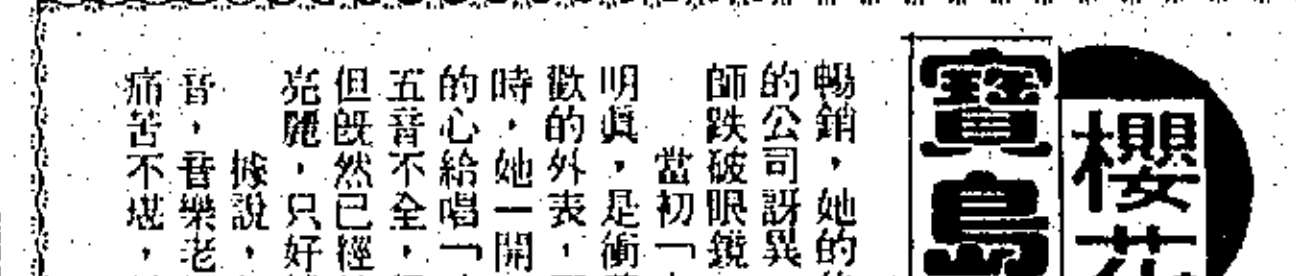 櫻花
寶島
暢銷，她的
的公司訝異
師跌破眼鏡
當初「
明眞，是衝
歡的外表，
時，她一開
的心給唱「
五音不全，
但既然已經
亮麗，只好
據說，
音，音樂老
痛苦不堪，